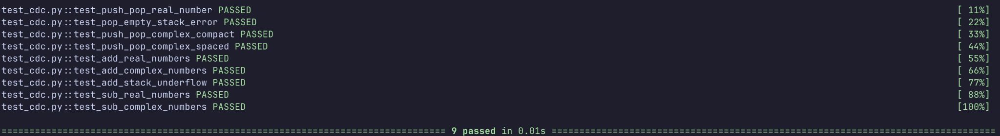 test_cdc.py::test_push_pop_real_number PASSED [ 11%]
test_cdc.py::test_pop_empty_stack_error PASSED [ 22%]
test_cdc.py::test_push_pop_complex_compact PASSED [ 33%]
test_cdc.py::test_push_pop_complex_spaced PASSED [ 44%]
test_cdc.py::test_add_real_numbers PASSED [ 55%]
test_cdc.py::test_add_complex_numbers PASSED [ 66%]
test_cdc.py::test_add_stack_underflow PASSED [ 77%]
test_cdc.py::test_sub_real_numbers PASSED [ 88%]
test_cdc.py::test_sub_complex_numbers PASSED [100%]
================================================================================ 9 passed in 0.01s ================================================================================